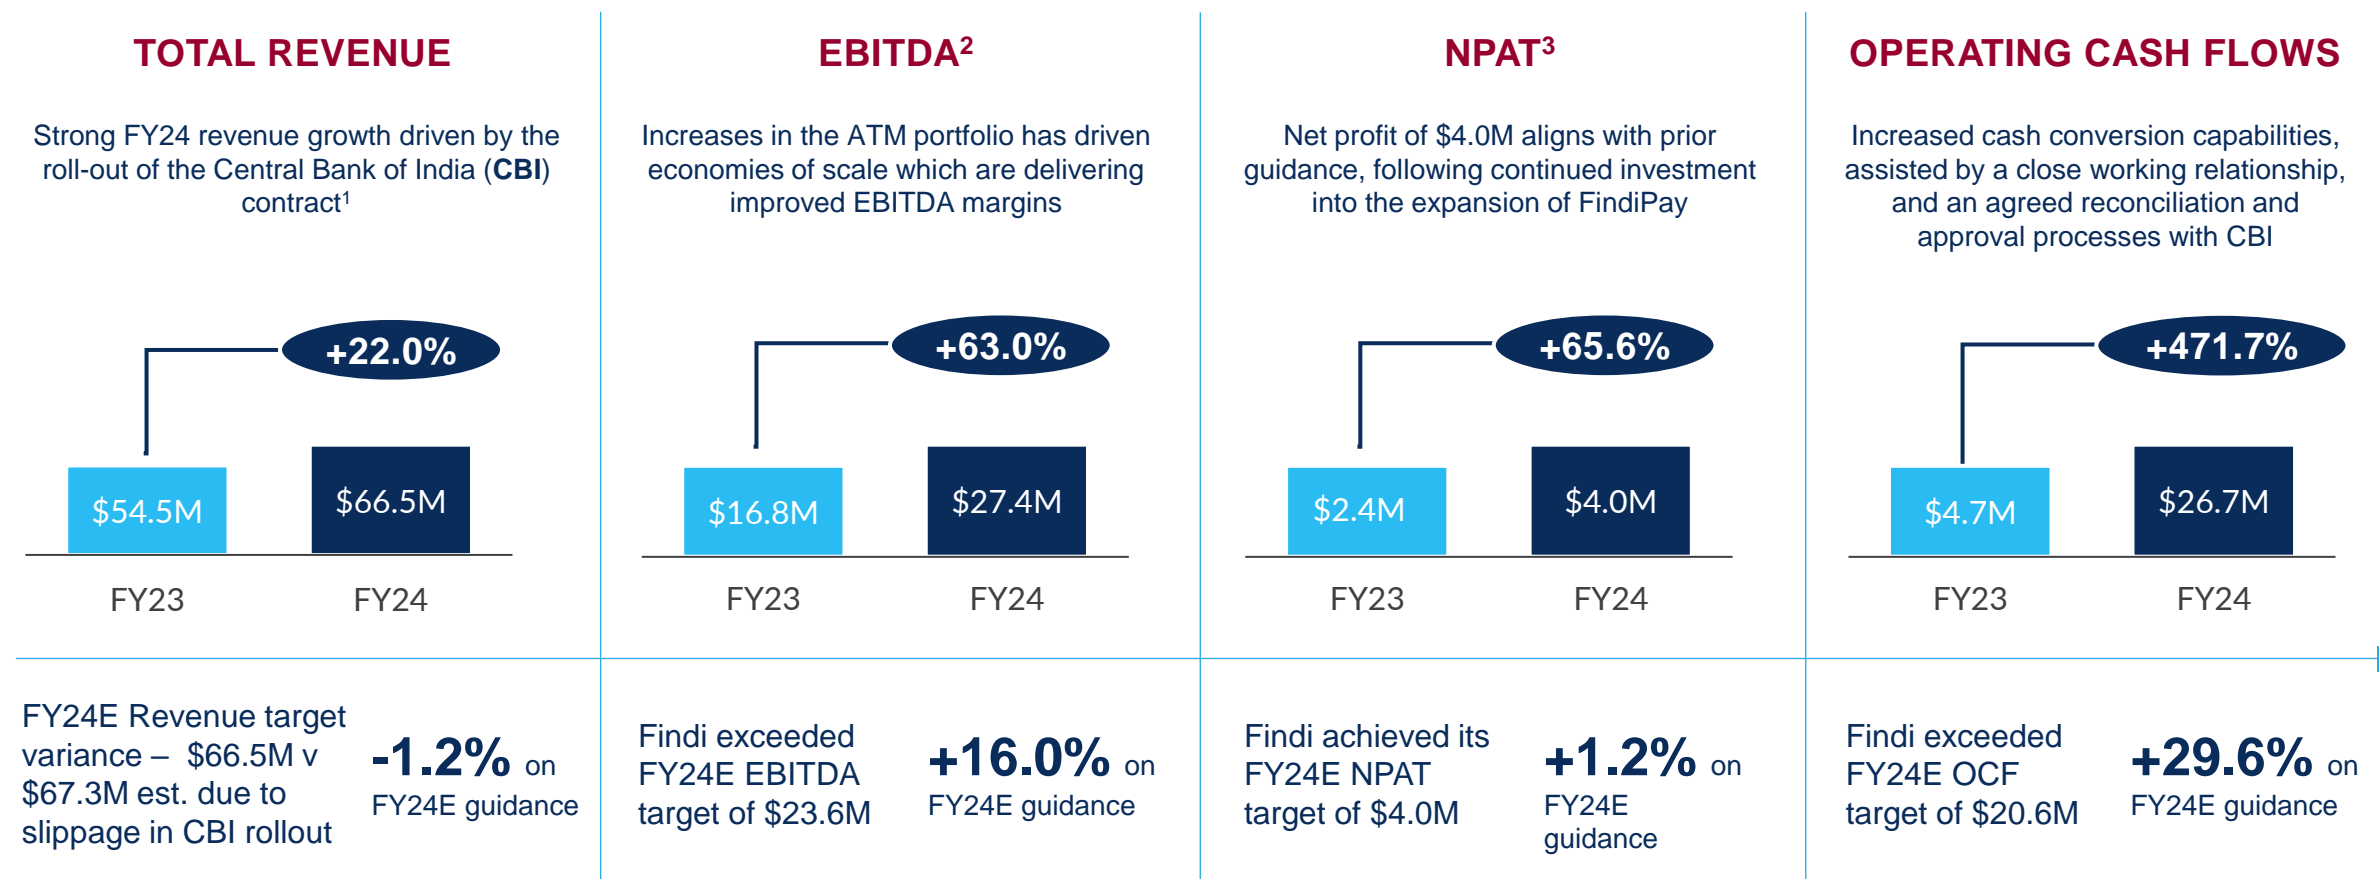 TOTAL REVENUE
Strong FY24 revenue growth driven by the
roll-out of the Central Bank of India (CBI)
contract¹
+22.0%
$54.5M
$66.5M
FY23
FY24
FY24E Revenue target
variance – $66.5M v
$67.3M est. due to
slippage in CBI rollout
-1.2% on
FY24E guidance
EBITDA²
Increases in the ATM portfolio has driven
economies of scale which are delivering
improved EBITDA margins
+63.0%
$16.8M
$27.4M
FY23
FY24
Findi exceeded
FY24E EBITDA
target of $23.6M
+16.0% on
FY24E guidance
NPAT³
Net profit of $4.0M aligns with prior
guidance, following continued investment
into the expansion of FindiPay
+65.6%
$2.4M
$4.0M
FY23
FY24
Findi achieved its
FY24E NPAT
target of $4.0M
+1.2% on
FY24E
guidance
OPERATING CASH FLOWS
Increased cash conversion capabilities,
assisted by a close working relationship,
and an agreed reconciliation and
approval processes with CBI
+471.7%
$4.7M
$26.7M
FY23
FY24
Findi exceeded
FY24E OCF
target of $20.6M
+29.6% on
FY24E guidance